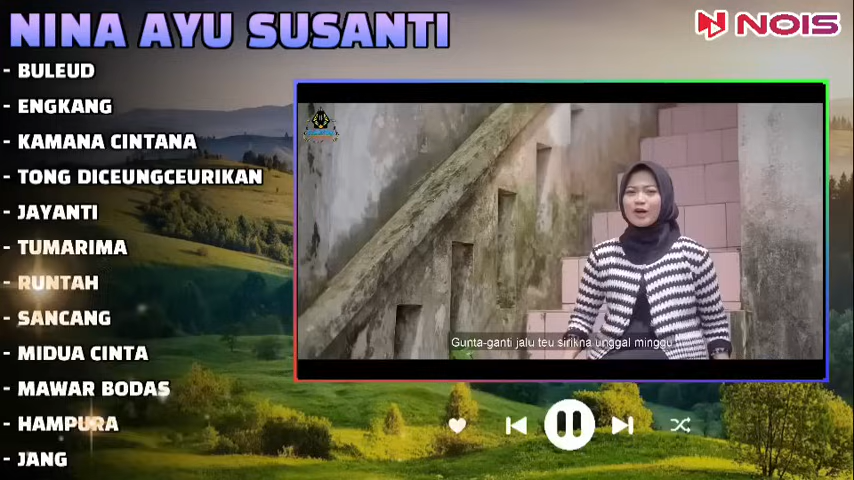 NINA AYU SUSANTI
NOIS
- BULEUD
- ENGKANG
- KAMANA CINTANA
- TONG DICEUNGCEURIKAN
- JAYANTI
- TUMARIMA
- RUNTAH
- SANCANG
- MIDUA CINTA
- MAWAR BODAS
- HAMPURA
- JANG
Gunta-ganti jalu teu sirikna unggal minggu